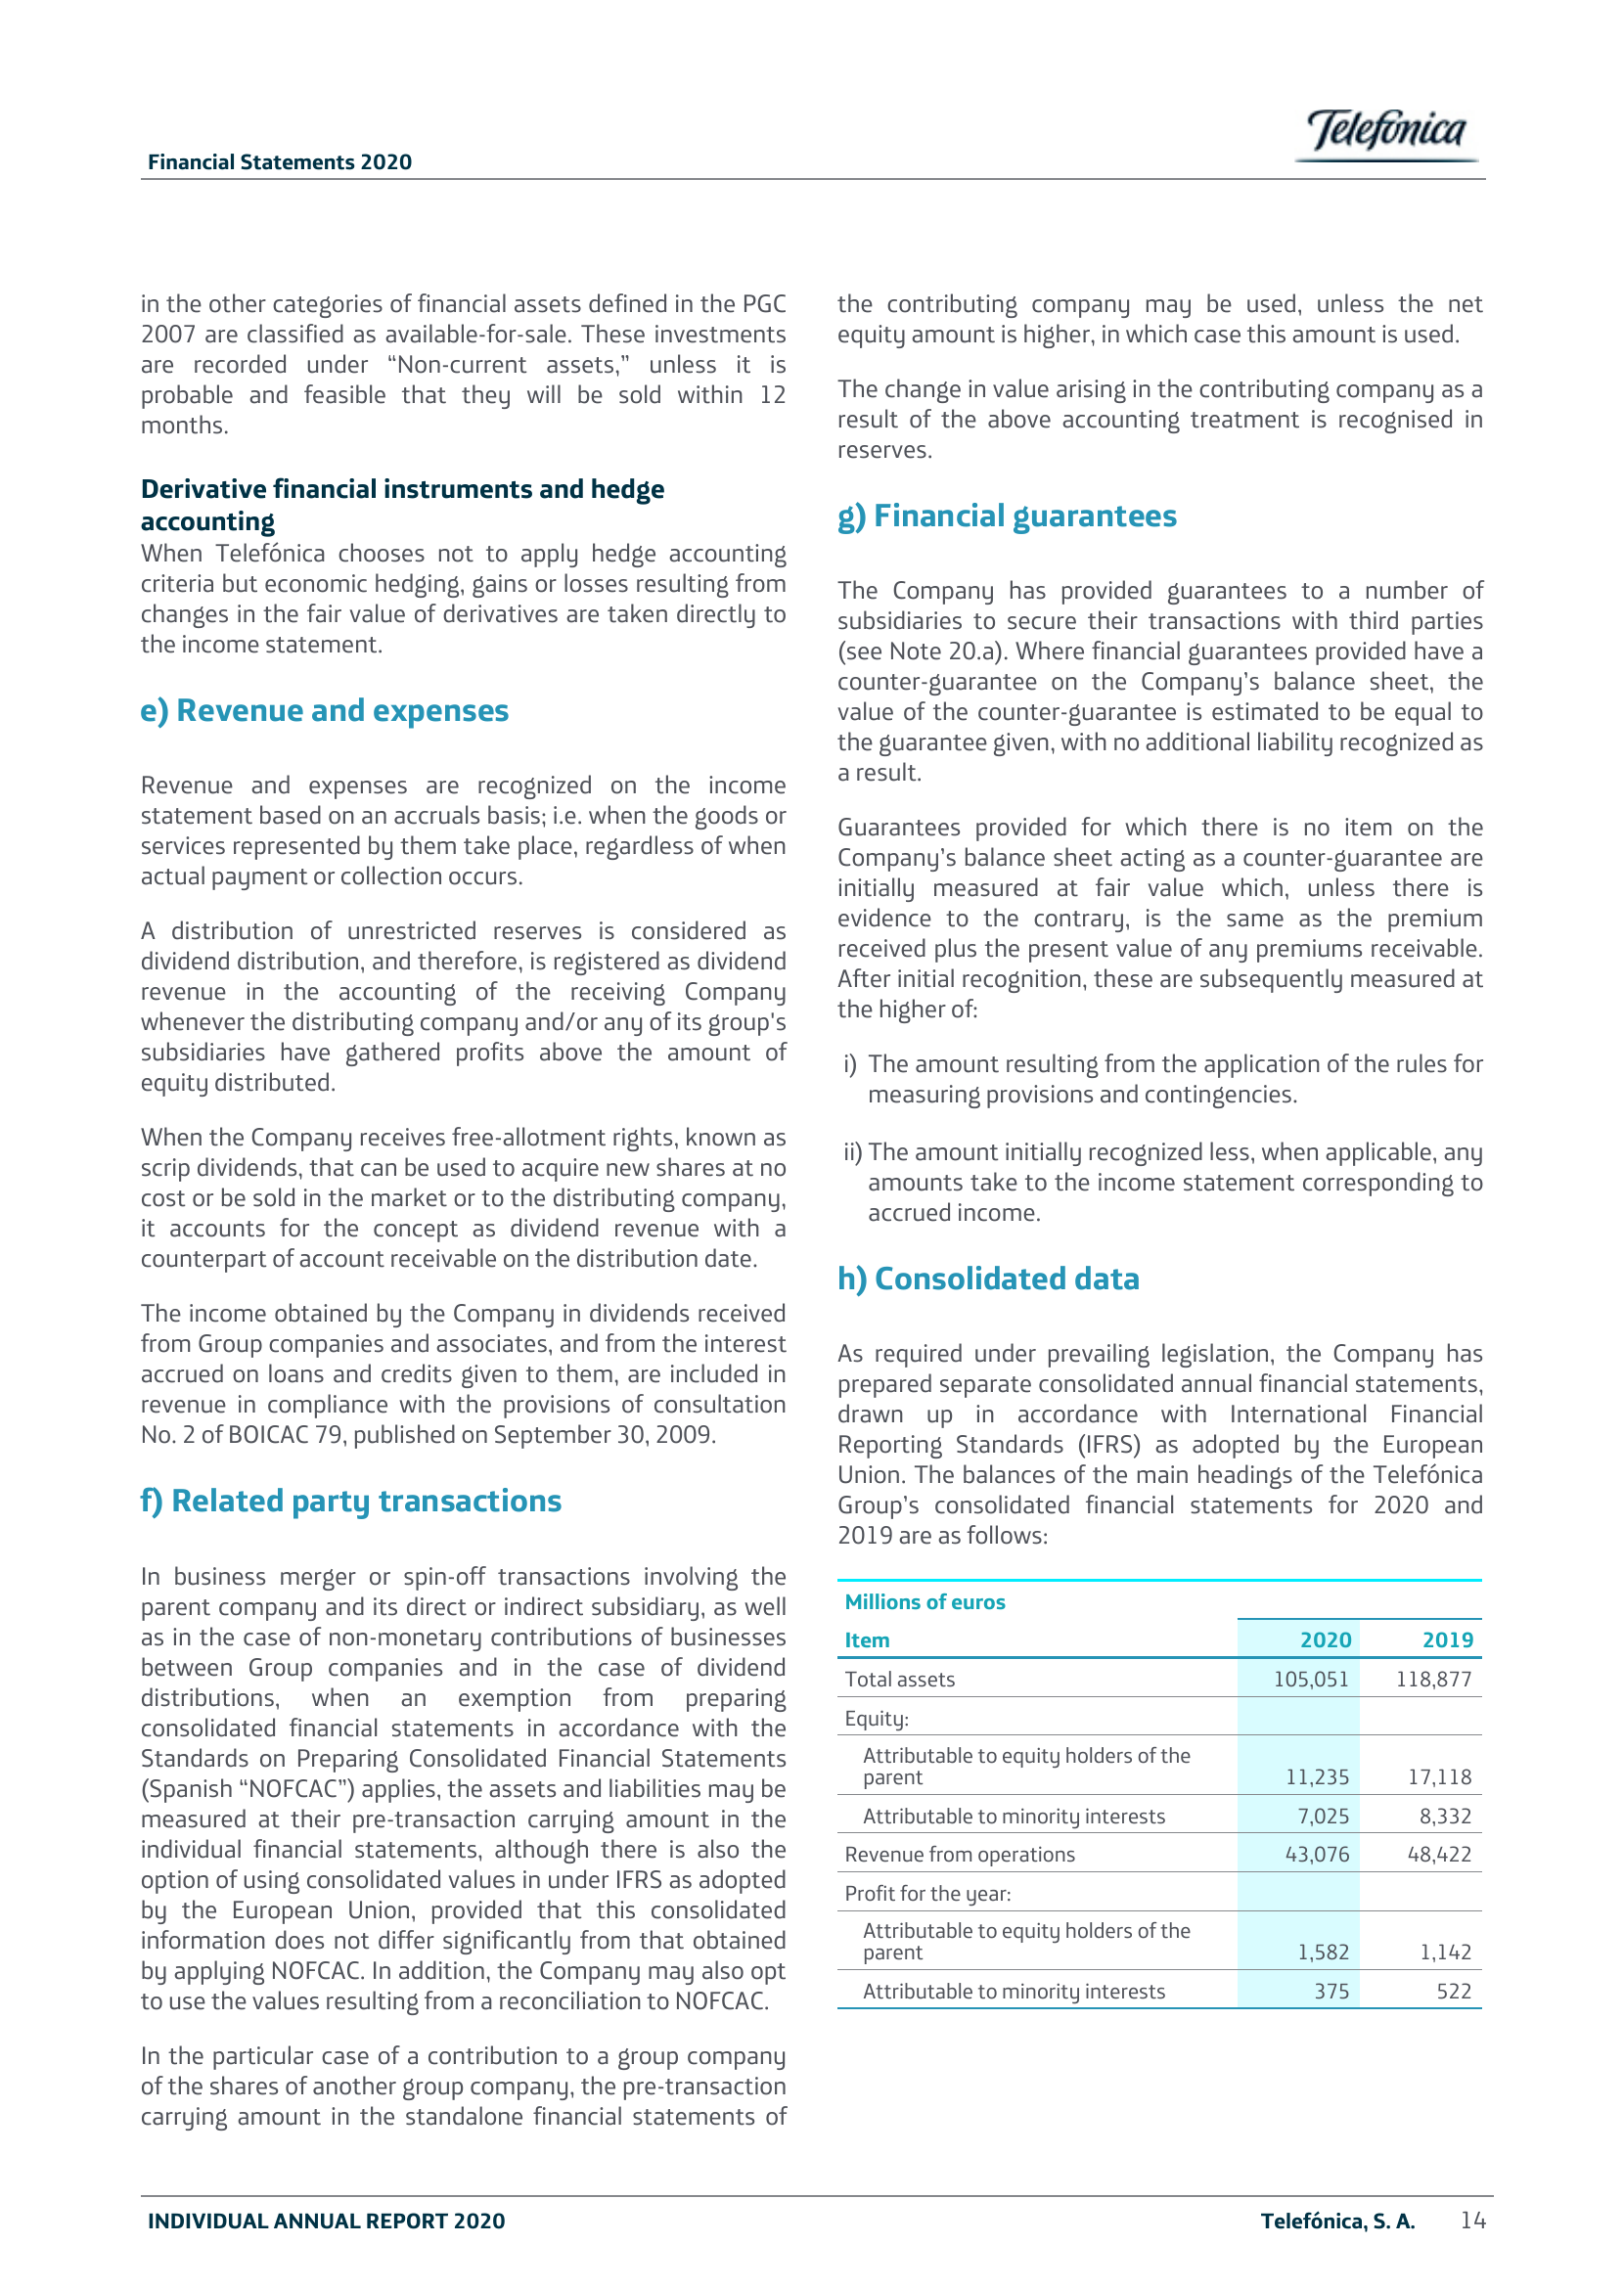 Telefónica
Financial Statements 2020
in the other categories of financial assets defined in the PGC
2007 are classified as available-for-sale. These investments
are recorded under “Non-current assets,” unless it is
probable and feasible that they will be sold within 12
months.
Derivative financial instruments and hedge
accounting
When Telefónica chooses not to apply hedge accounting
criteria but economic hedging, gains or losses resulting from
changes in the fair value of derivatives are taken directly to
the income statement.
e) Revenue and expenses
Revenue and expenses are recognized on the income
statement based on an accruals basis; i.e. when the goods or
services represented by them take place, regardless of when
actual payment or collection occurs.
A distribution of unrestricted reserves is considered as
dividend distribution, and therefore, is registered as dividend
revenue in the accounting of the receiving Company
whenever the distributing company and/or any of its group's
subsidiaries have gathered profits above the amount of
equity distributed.
When the Company receives free-allotment rights, known as
scrip dividends, that can be used to acquire new shares at no
cost or be sold in the market or to the distributing company,
it accounts for the concept as dividend revenue with a
counterpart of account receivable on the distribution date.
The income obtained by the Company in dividends received
from Group companies and associates, and from the interest
accrued on loans and credits given to them, are included in
revenue in compliance with the provisions of consultation
No. 2 of BOICAC 79, published on September 30, 2009.
f) Related party transactions
In business merger or spin-off transactions involving the
parent company and its direct or indirect subsidiary, as well
as in the case of non-monetary contributions of businesses
between Group companies and in the case of dividend
distributions, when an exemption from preparing
consolidated financial statements in accordance with the
Standards on Preparing Consolidated Financial Statements
(Spanish “NOFCAC”) applies, the assets and liabilities may be
measured at their pre-transaction carrying amount in the
individual financial statements, although there is also the
option of using consolidated values in under IFRS as adopted
by the European Union, provided that this consolidated
information does not differ significantly from that obtained
by applying NOFCAC. In addition, the Company may also opt
to use the values resulting from a reconciliation to NOFCAC.
In the particular case of a contribution to a group company
of the shares of another group company, the pre-transaction
carrying amount in the standalone financial statements of
the contributing company may be used, unless the net
equity amount is higher, in which case this amount is used.
The change in value arising in the contributing company as a
result of the above accounting treatment is recognised in
reserves.
g) Financial guarantees
The Company has provided guarantees to a number of
subsidiaries to secure their transactions with third parties
(see Note 20.a). Where financial guarantees provided have a
counter-guarantee on the Company’s balance sheet, the
value of the counter-guarantee is estimated to be equal to
the guarantee given, with no additional liability recognized as
a result.
Guarantees provided for which there is no item on the
Company’s balance sheet acting as a counter-guarantee are
initially measured at fair value which, unless there is
evidence to the contrary, is the same as the premium
received plus the present value of any premiums receivable.
After initial recognition, these are subsequently measured at
the higher of:
i) The amount resulting from the application of the rules for
measuring provisions and contingencies.
ii) The amount initially recognized less, when applicable, any
amounts take to the income statement corresponding to
accrued income.
h) Consolidated data
As required under prevailing legislation, the Company has
prepared separate consolidated annual financial statements,
drawn up in accordance with International Financial
Reporting Standards (IFRS) as adopted by the European
Union. The balances of the main headings of the Telefónica
Group’s consolidated financial statements for 2020 and
2019 are as follows:
Millions of euros
Item 2020 2019
Total assets 105,051 118,877
Equity:
Attributable to equity holders of the
parent 11,235 17,118
Attributable to minority interests 7,025 8,332
Revenue from operations 43,076 48,422
Profit for the year:
Attributable to equity holders of the
parent 1,582 1,142
Attributable to minority interests 375 522
INDIVIDUAL ANNUAL REPORT 2020 Telefónica, S. A. 14